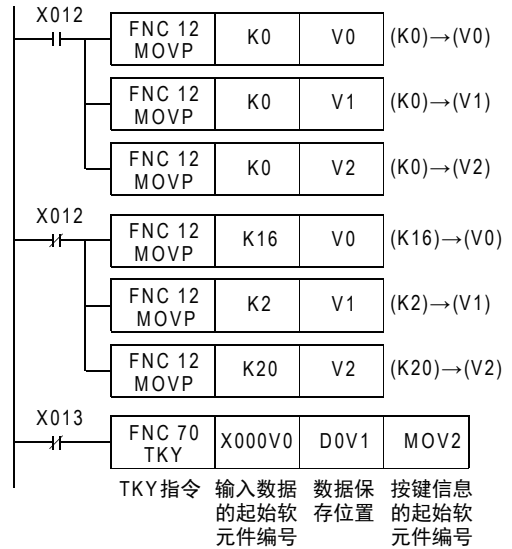 X012
FNC 12 MOVP K0 V0 (K0)→(V0)
FNC 12 MOVP K0 V1 (K0)→(V1)
FNC 12 MOVP K0 V2 (K0)→(V2)
X012
FNC 12 MOVP K16 V0 (K16)→(V0)
FNC 12 MOVP K2 V1 (K2)→(V1)
FNC 12 MOVP K20 V2 (K20)→(V2)
X013
FNC 70 TKY X000V0 D0V1 MOV2
TKY指令 输入数据的起始软元件编号 数据保存位置 按键信息的起始软元件编号